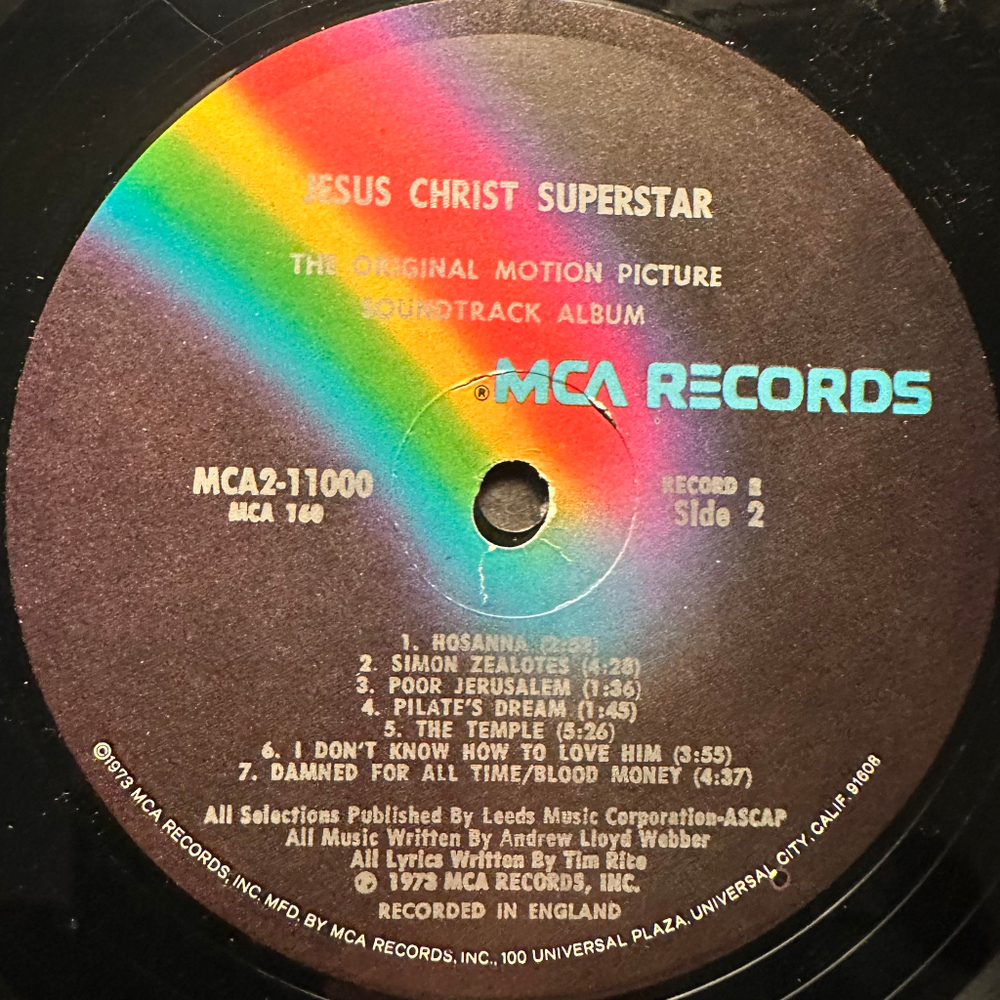 JESUS CHRIST SUPERSTAR
THE ORIGINAL MOTION PICTURE
SOUNDTRACK ALBUM
® MCA RECORDS
MCA2-11000
MCA 160
RECORD 2
Side 2
1. HOSANNA (2:32)
2. SIMON ZEALOTES (4:28)
3. POOR JERUSALEM (1:36)
4. PILATE'S DREAM (1:45)
5. THE TEMPLE (5:26)
6. I DON'T KNOW HOW TO LOVE HIM (3:55)
7. DAMNED FOR ALL TIME/BLOOD MONEY (4:37)
All Selections Published By Leeds Music Corporation-ASCAP
All Music Written By Andrew Lloyd Webber
All Lyrics Written By Tim Rice
℗ 1973 MCA RECORDS, INC.
RECORDED IN ENGLAND
©1973 MCA RECORDS, INC. MFD. BY MCA RECORDS, INC., 100 UNIVERSAL PLAZA, UNIVERSAL CITY, CALIF. 91608